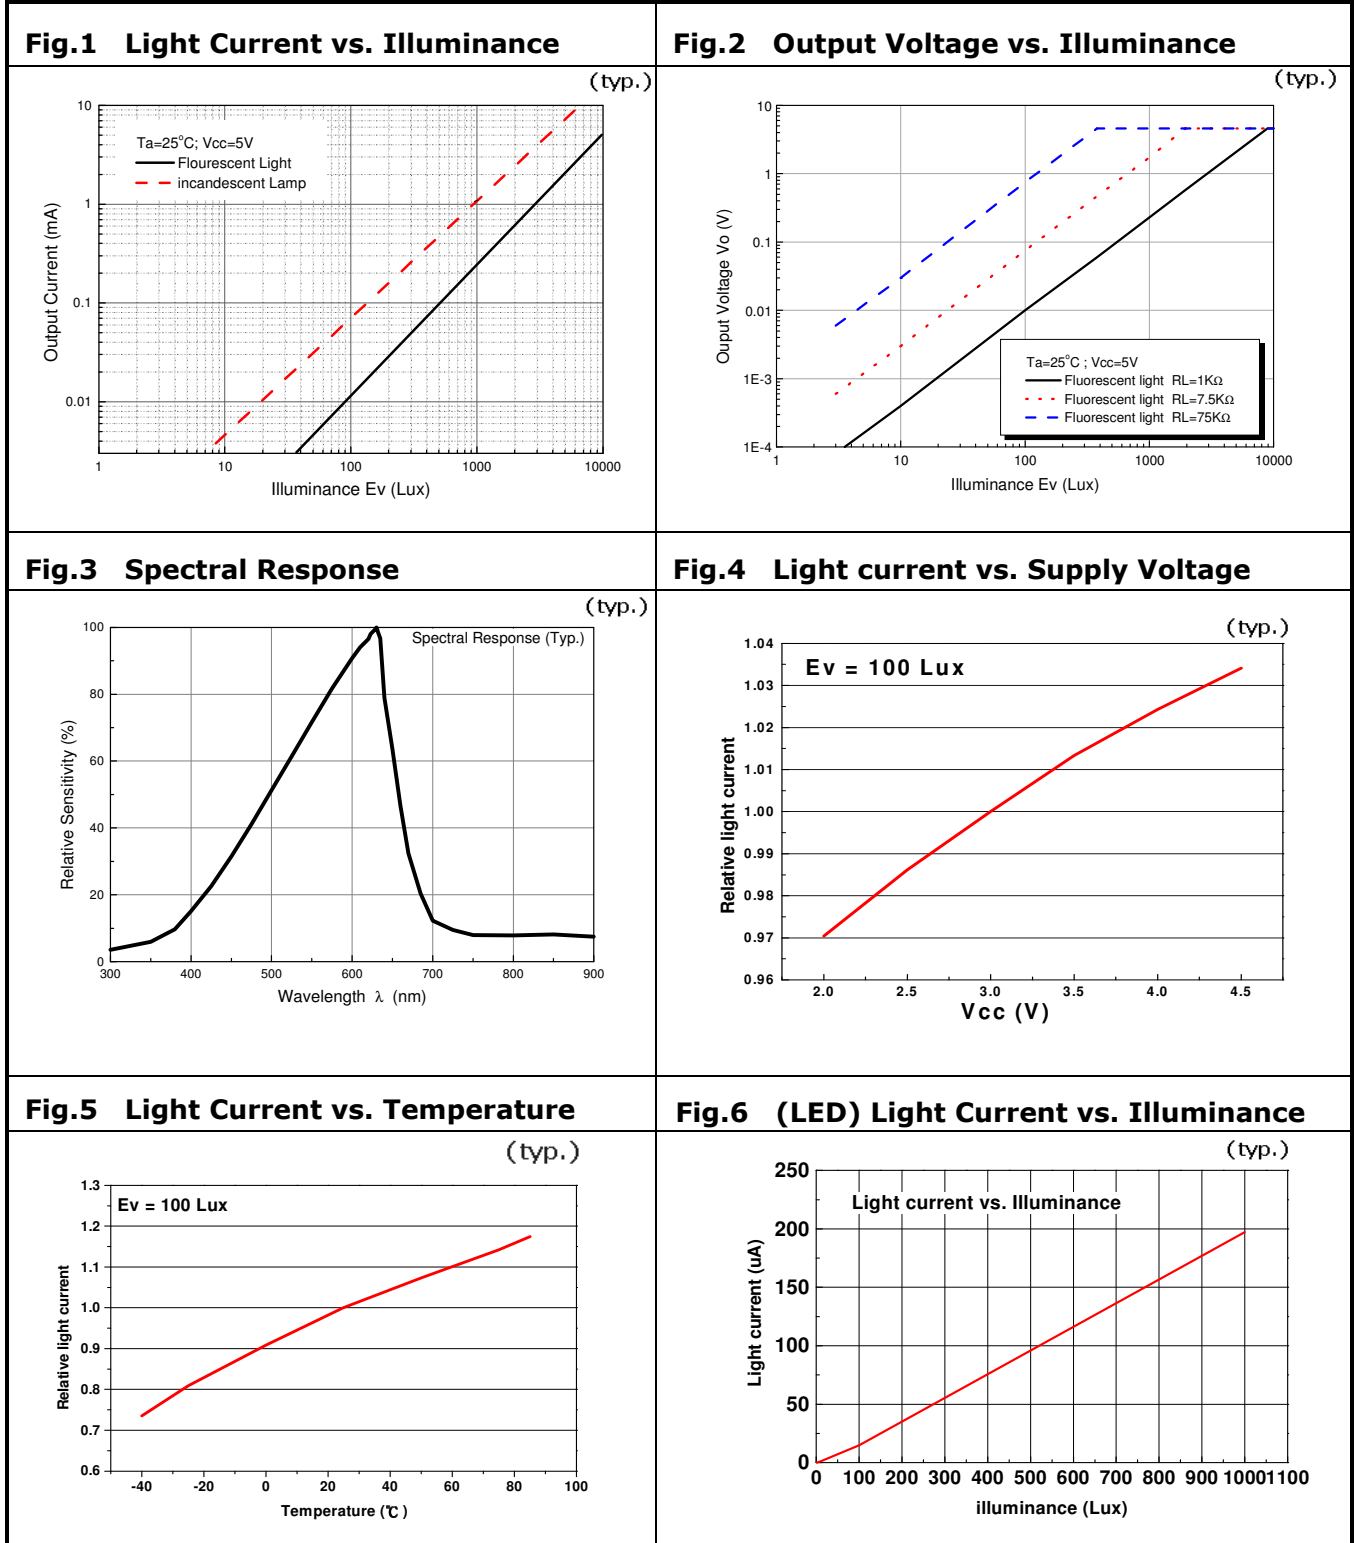 Fig.1 Light Current vs. Illuminance
(typ.)
10
1
0.1
0.01
Output Current (mA)
Ta=25°C; Vcc=5V
Flourescent Light
incandescent Lamp
1 10 100 1000 10000
Illuminance Ev (Lux)
Fig.2 Output Voltage vs. Illuminance
(typ.)
10
1
0.1
0.01
1E-3
1E-4
Ouput Voltage Vo (V)
Ta=25°C ; Vcc=5V
Fluorescent light RL=1KΩ
Fluorescent light RL=7.5KΩ
Fluorescent light RL=75KΩ
1 10 100 1000 10000
Illuminance Ev (Lux)
Fig.3 Spectral Response
(typ.)
Spectral Response (Typ.)
100
80
60
40
20
0
Relative Sensitivity (%)
300 400 500 600 700 800 900
Wavelength λ (nm)
Fig.4 Light current vs. Supply Voltage
(typ.)
Ev = 100 Lux
1.04
1.03
1.02
1.01
1.00
0.99
0.98
0.97
0.96
Relative light current
2.0 2.5 3.0 3.5 4.0 4.5
Vcc (V)
Fig.5 Light Current vs. Temperature
(typ.)
Ev = 100 Lux
1.3
1.2
1.1
1.0
0.9
0.8
0.7
0.6
Relative light current
-40 -20 0 20 40 60 80 100
Temperature (℃)
Fig.6 (LED) Light Current vs. Illuminance
(typ.)
Light current vs. Illuminance
250
200
150
100
50
0
Light current (uA)
0 100 200 300 400 500 600 700 800 900 1000 1100
illuminance (Lux)